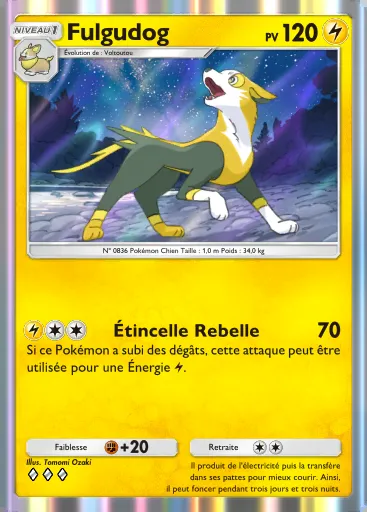 NIVEAU 1
Fulgudog
PV 120
Évolution de : Voltoutou
N° 0836 Pokémon Chien Taille : 1,0 m Poids : 34,0 kg
Étincelle Rebelle 70
Si ce Pokémon a subi des dégâts, cette attaque peut être
utilisée pour une Énergie
Faiblesse +20
Retraite
Illus. Tomomi Ozaki
Il produit de l'électricité puis la transfère
dans ses pattes pour mieux courir. Ainsi,
il peut foncer pendant trois jours et trois nuits.